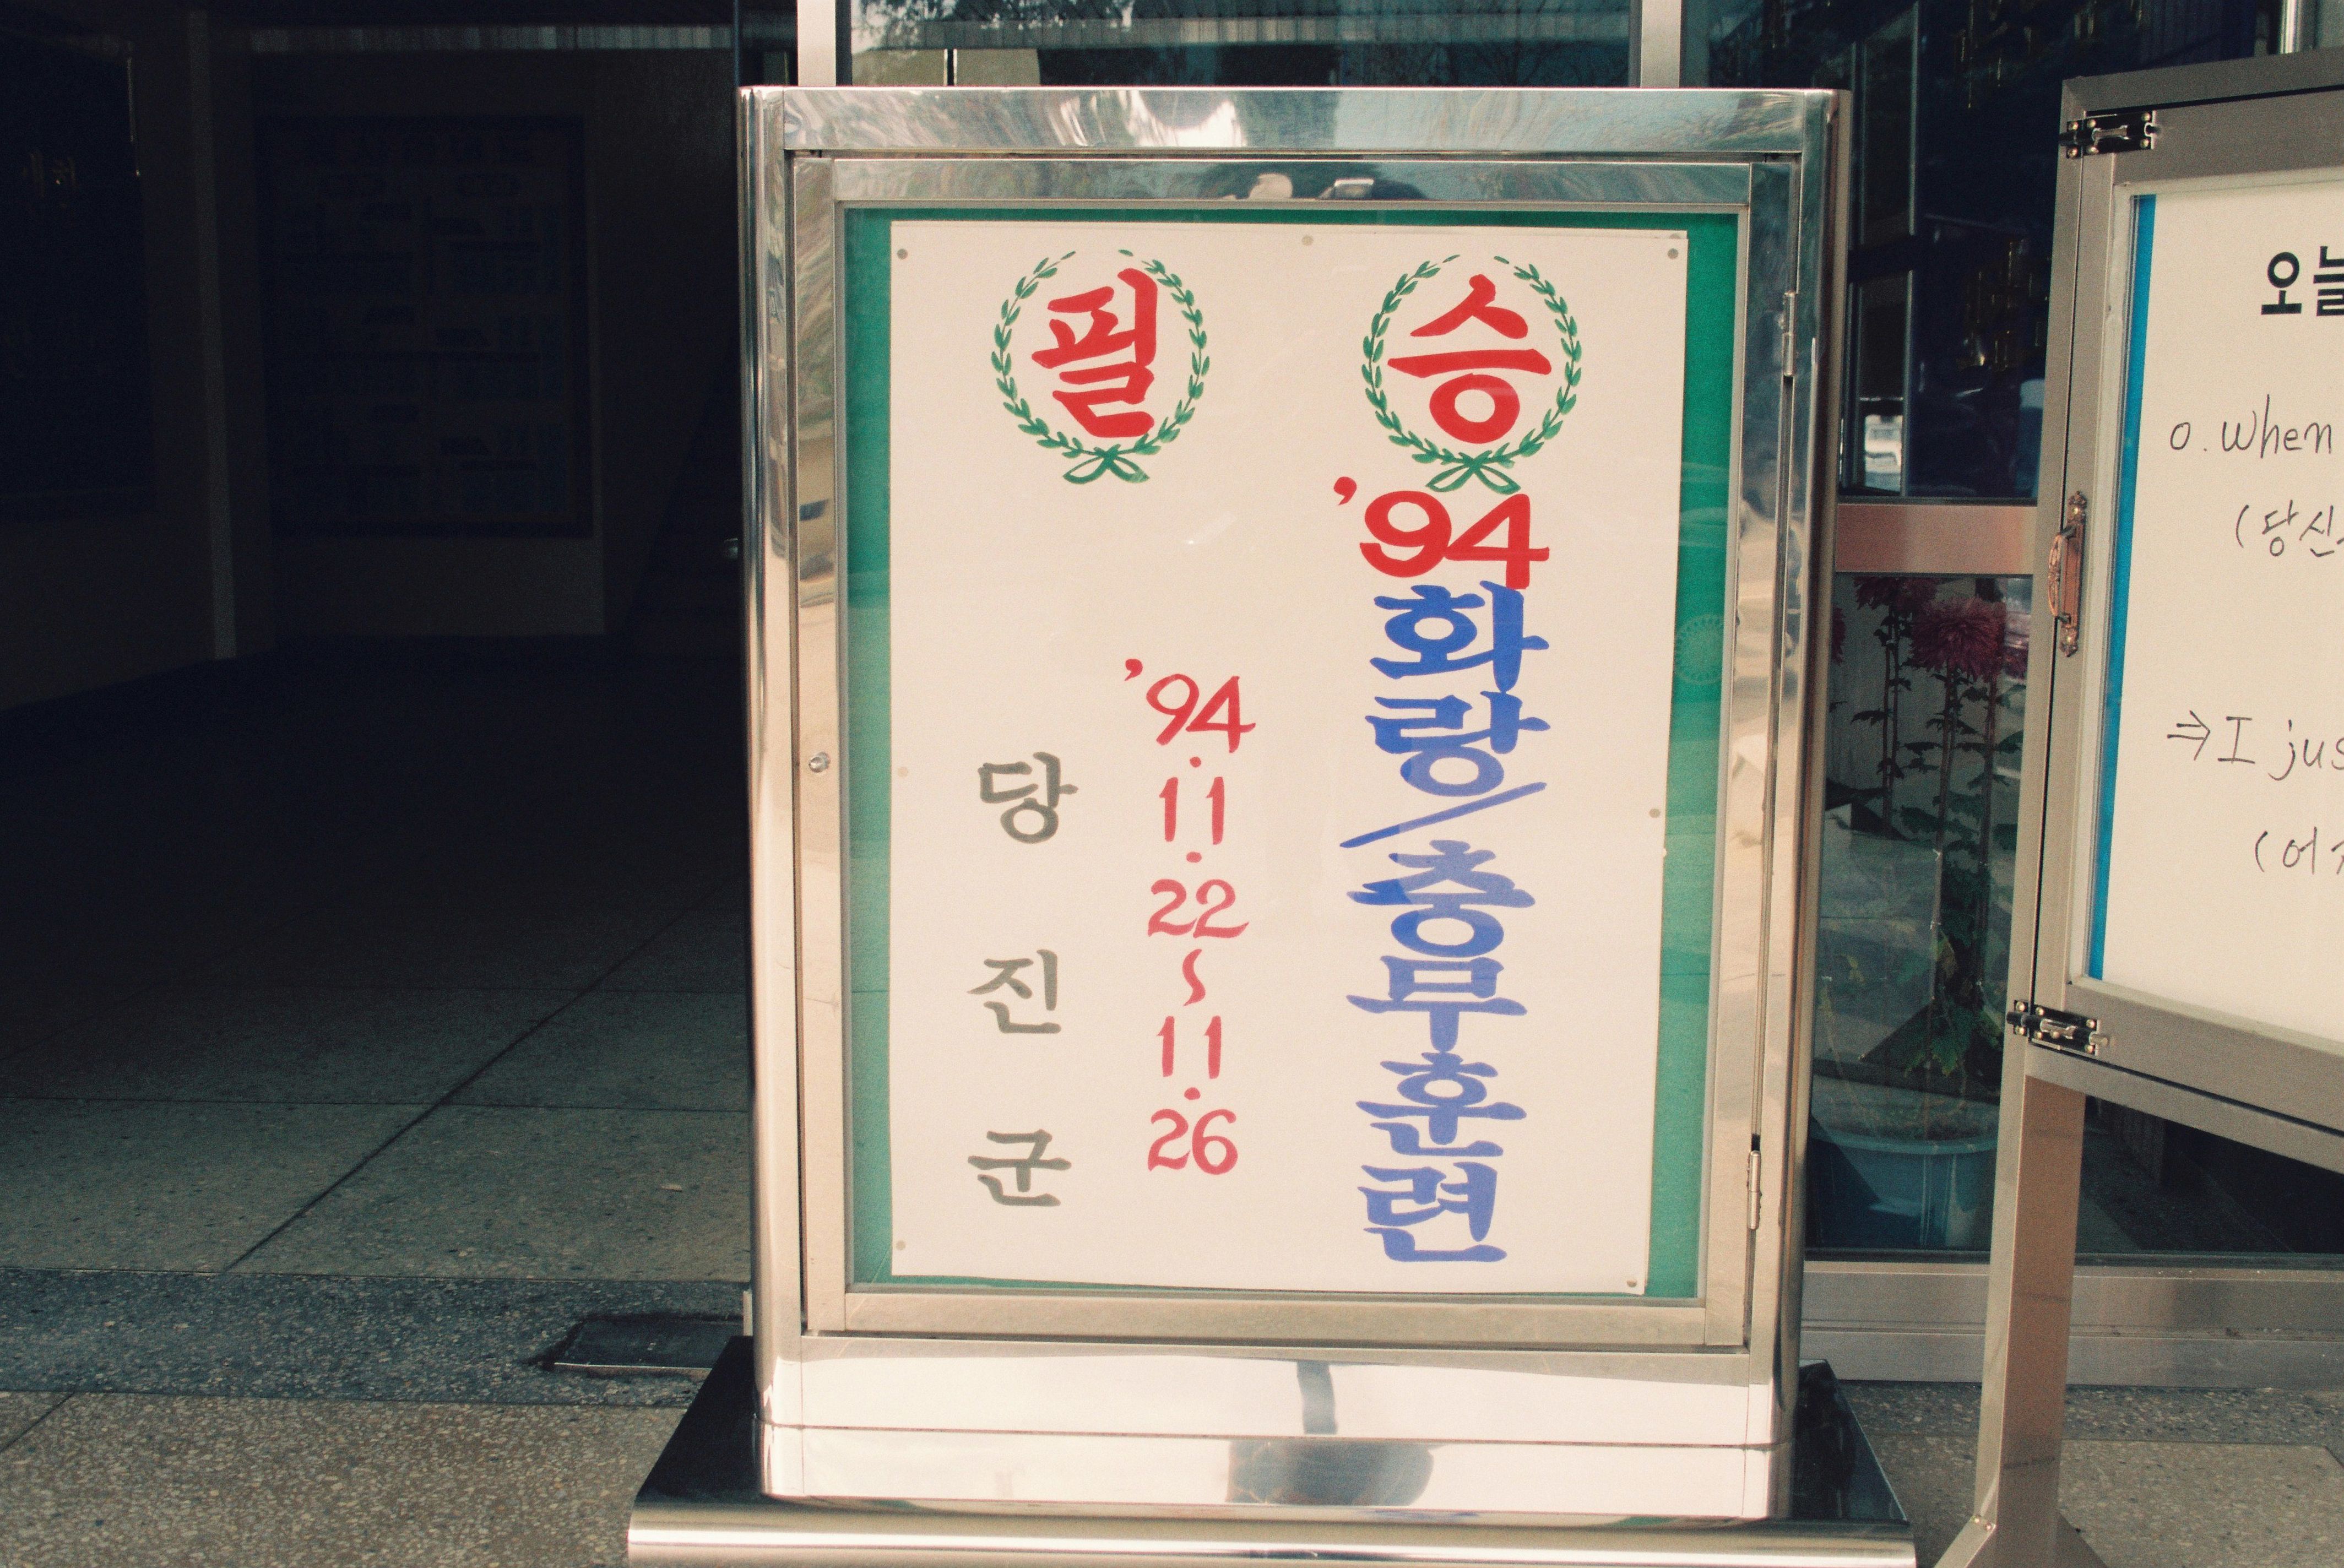 필 승
'94 화랑/충무훈련
'94.11.22~11.26
당진군
오늘
o. When
(당신
⇒ I jus
(어